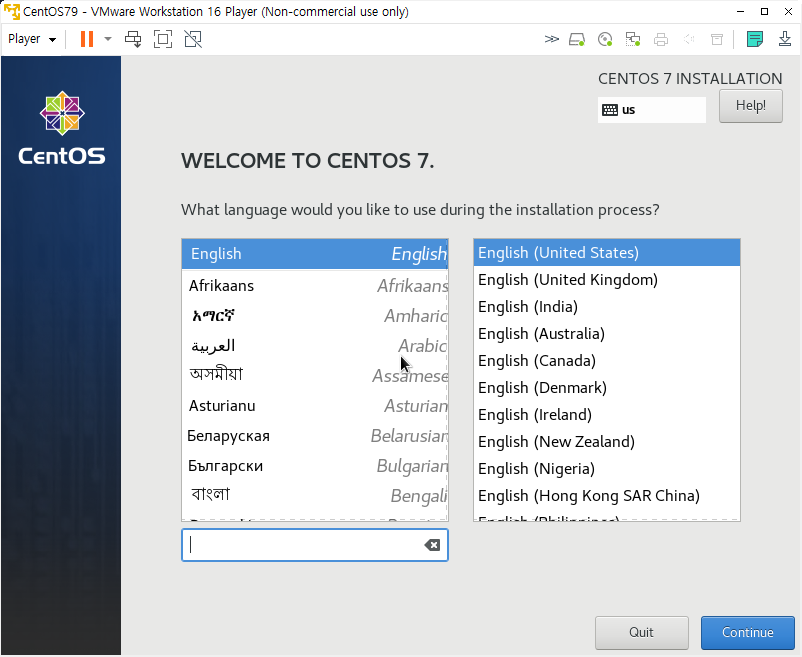 CentOS79 - VMware Workstation 16 Player (Non-commercial use only)
Player
CENTOS 7 INSTALLATION
us
Help!
CentOS
WELCOME TO CENTOS 7.
What language would you like to use during the installation process?
English English
Afrikaans Afrikaans
አማርኛ Amharic
العربية Arabic
অসমীয়া Assamese
Asturianu Asturian
Беларуская Belarusian
Български Bulgarian
বাংলা Bengali
English (United States)
English (United Kingdom)
English (India)
English (Australia)
English (Canada)
English (Denmark)
English (Ireland)
English (New Zealand)
English (Nigeria)
English (Hong Kong SAR China)
English (Philippines)
Quit
Continue